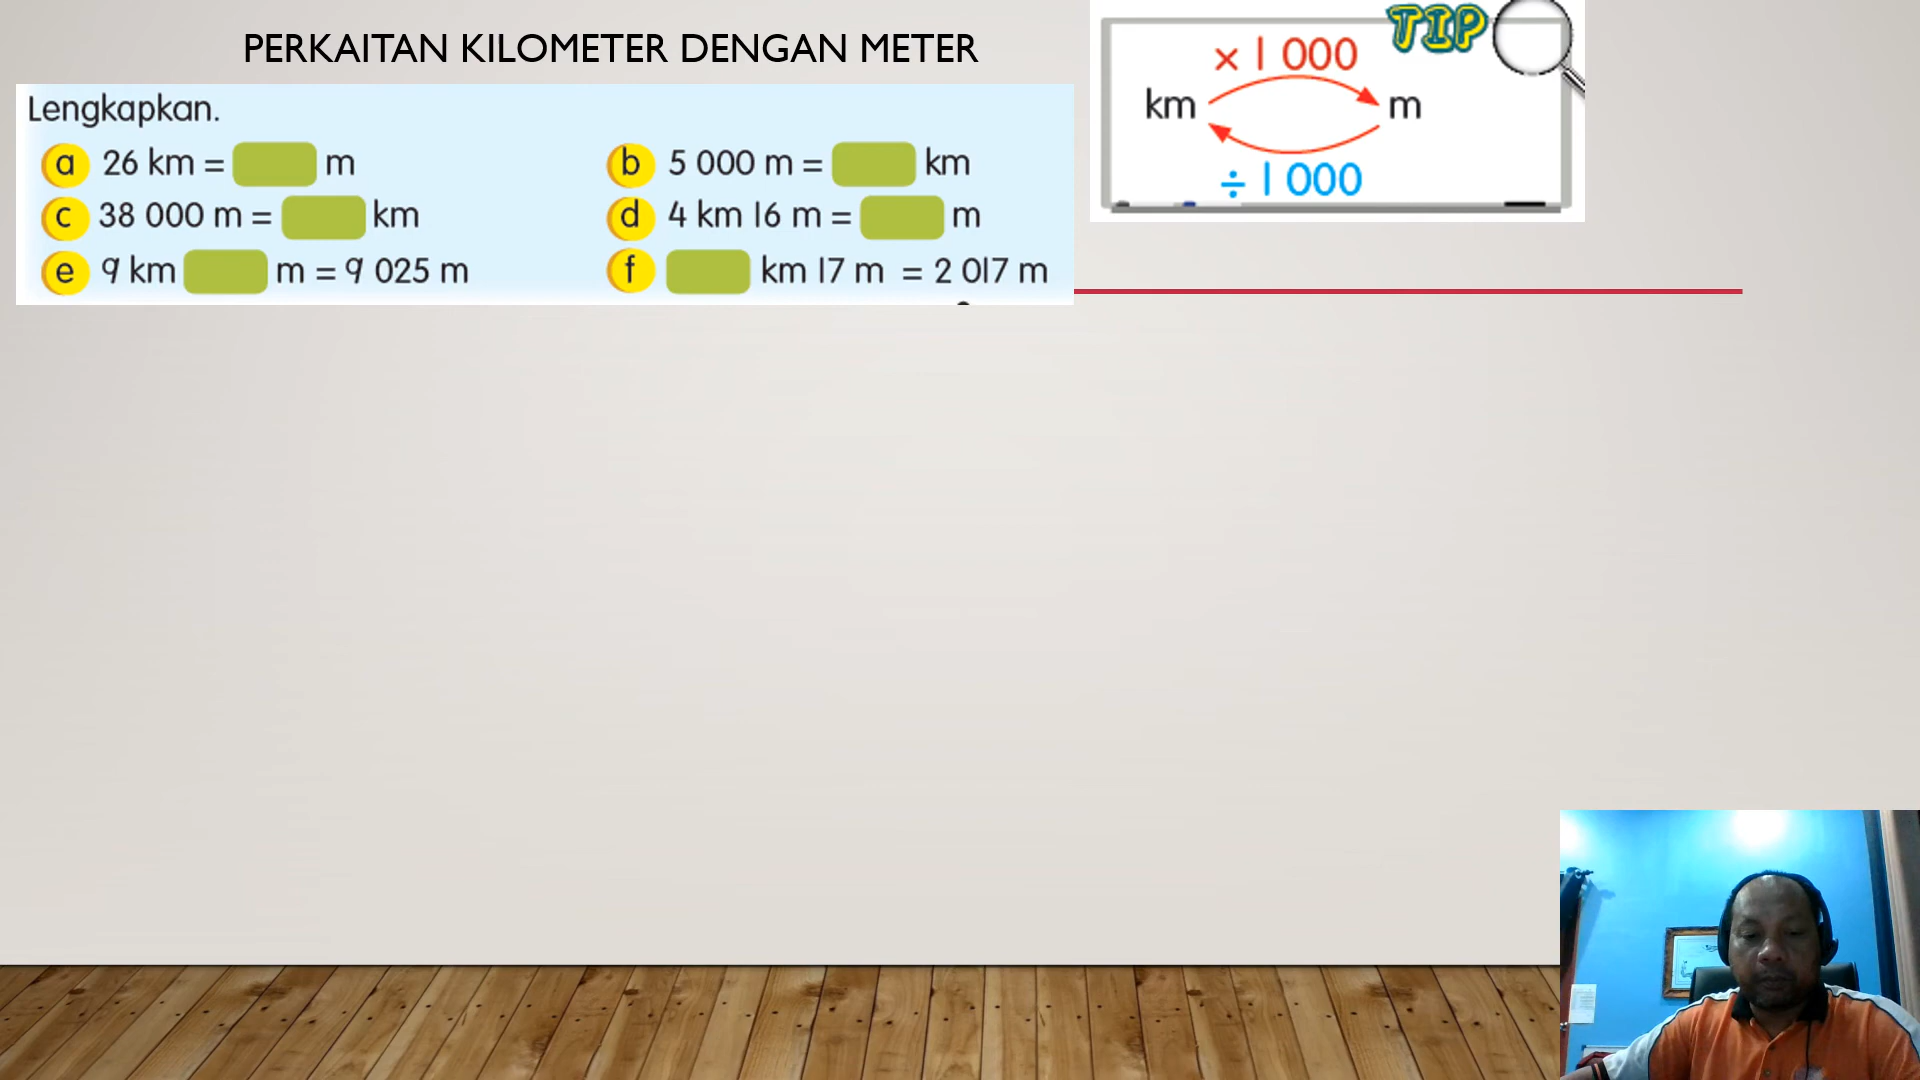 PERKAITAN KILOMETER DENGAN METER
Lengkapkan.
a 26 km = m
b 5 000 m = km
c 38 000 m = km
d 4 km 16 m = m
e 9 km m = 9 025 m
f km 17 m = 2 017 m
TIP
× 1 000
km m
÷ 1 000